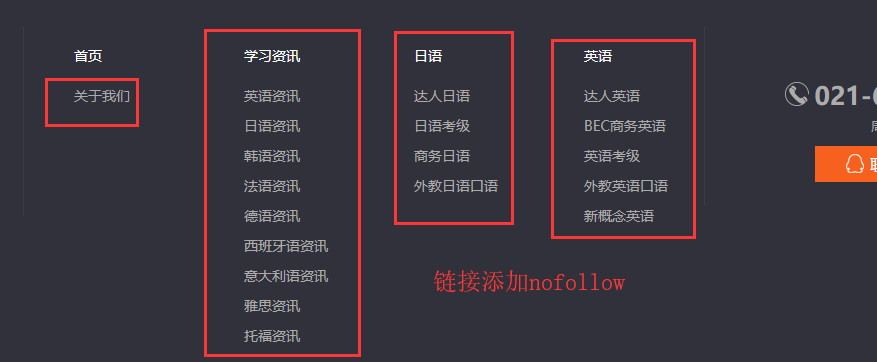 首页
关于我们
学习资讯
英语资讯
日语资讯
韩语资讯
法语资讯
德语资讯
西班牙语资讯
意大利语资讯
雅思资讯
托福资讯
日语
达人日语
日语考级
商务日语
外教日语口语
英语
达人英语
BEC商务英语
英语考级
外教英语口语
新概念英语
021-
链接添加nofollow